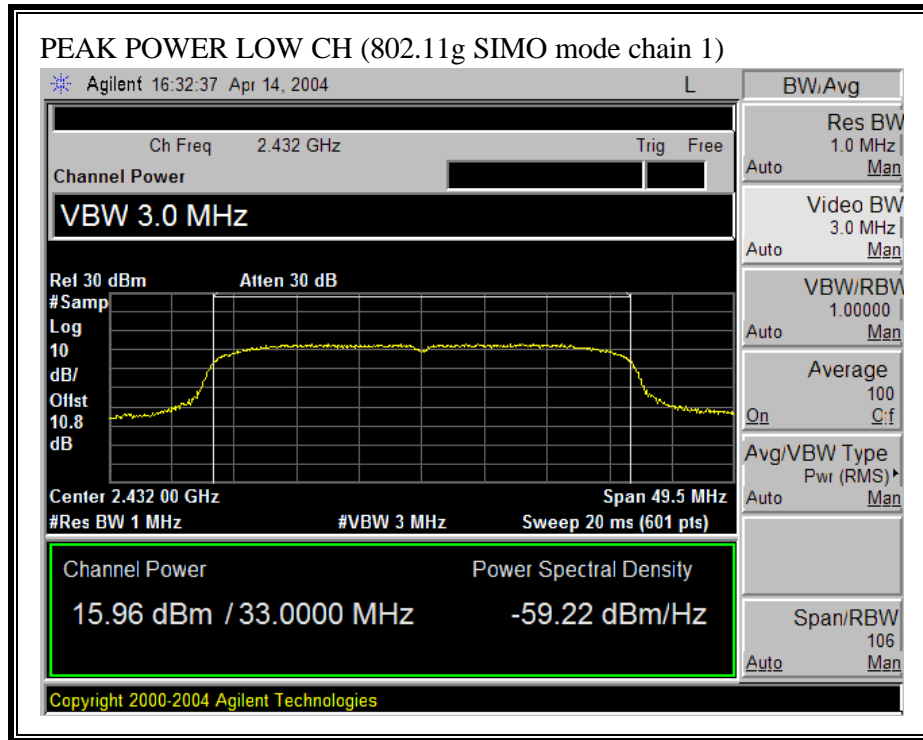 PEAK POWER LOW CH (802.11g SIMO mode chain 1)
Agilent 16:32:37 Apr 14, 2004 L
BW/Avg
Ch Freq 2.432 GHz Trig Free
Channel Power
VBW 3.0 MHz
Ref 30 dBm Atten 30 dB
#Samp
Log
10
dB/
Offst
10.8
dB
Center 2.432 00 GHz Span 49.5 MHz
#Res BW 1 MHz #VBW 3 MHz Sweep 20 ms (601 pts)
Channel Power Power Spectral Density
15.96 dBm / 33.0000 MHz -59.22 dBm/Hz
Res BW
1.0 MHz
Auto Man
Video BW
3.0 MHz
Auto Man
VBW/RBW
1.00000
Auto Man
Average
100
On Off
Avg/VBW Type
Pwr (RMS)
Auto Man
Span/RBW
106
Auto Man
Copyright 2000-2004 Agilent Technologies